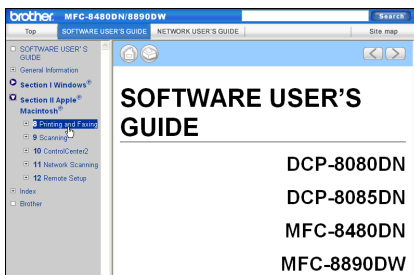 brother. MFC-8480DN/8890DW Search
Top SOFTWARE USER'S GUIDE NETWORK USER'S GUIDE Site map
SOFTWARE USER'S
GUIDE
General Information
Section I Windows®
Section II Apple®
Macintosh®
8 Printing and Faxing
9 Scanning
10 ControlCenter2
11 Network Scanning
12 Remote Setup
Index
Brother
SOFTWARE USER'S
GUIDE
DCP-8080DN
DCP-8085DN
MFC-8480DN
MFC-8890DW